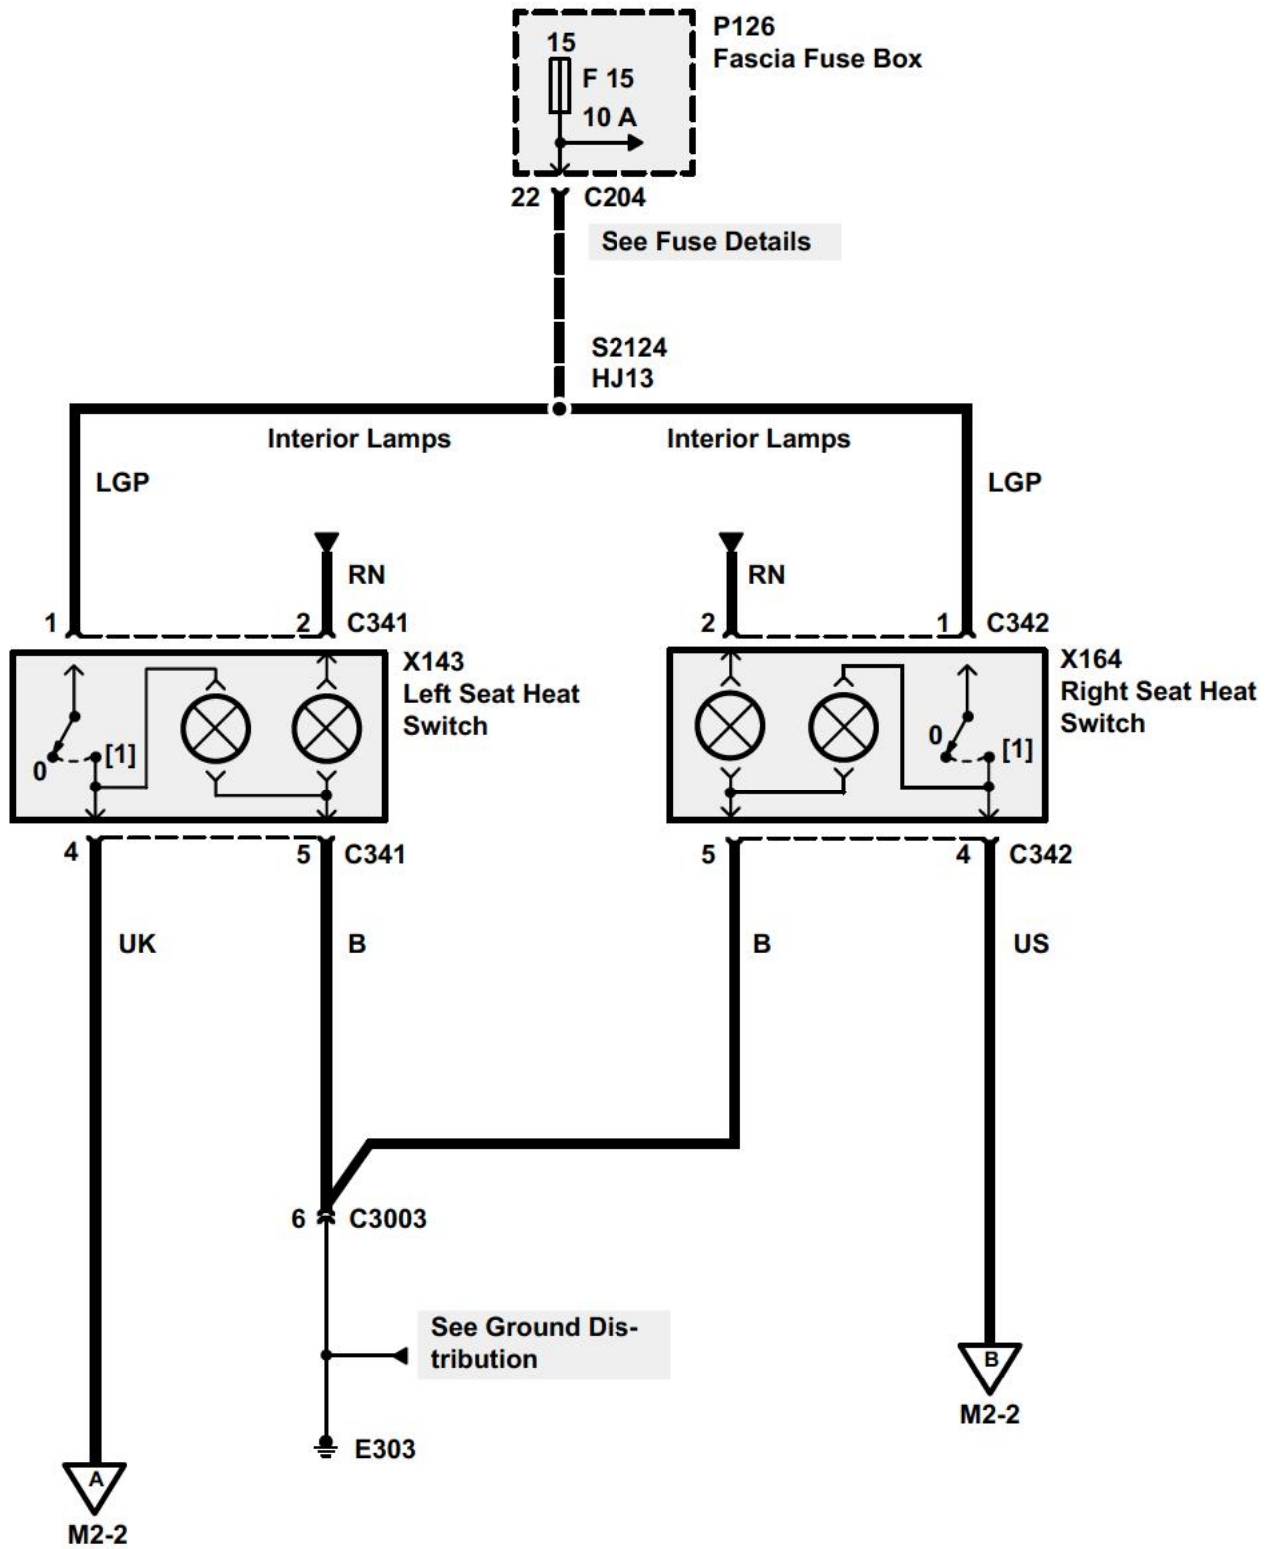 P126
Fascia Fuse Box
15
F 15
10 A
22
C204
See Fuse Details
S2124
HJ13
Interior Lamps
Interior Lamps
LGP
LGP
RN
RN
1
2
C341
2
1
C342
X143
Left Seat Heat
Switch
X164
Right Seat Heat
Switch
0
[1]
0
[1]
4
5
C341
5
4
C342
UK
B
B
US
6
C3003
See Ground Dis-
tribution
B
M2-2
E303
A
M2-2